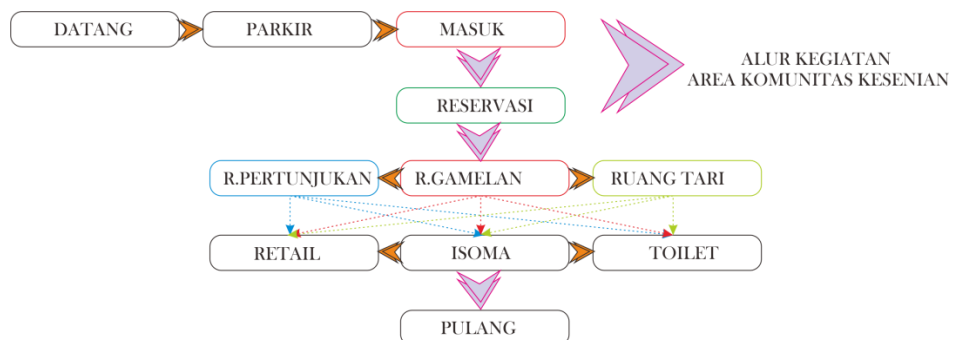 DATANG
PARKIR
MASUK
ALUR KEGIATAN
AREA KOMUNITAS KESENIAN
RESERVASI
R.PERTUNJUKAN
R.GAMELAN
RUANG TARI
RETAIL
ISOMA
TOILET
PULANG